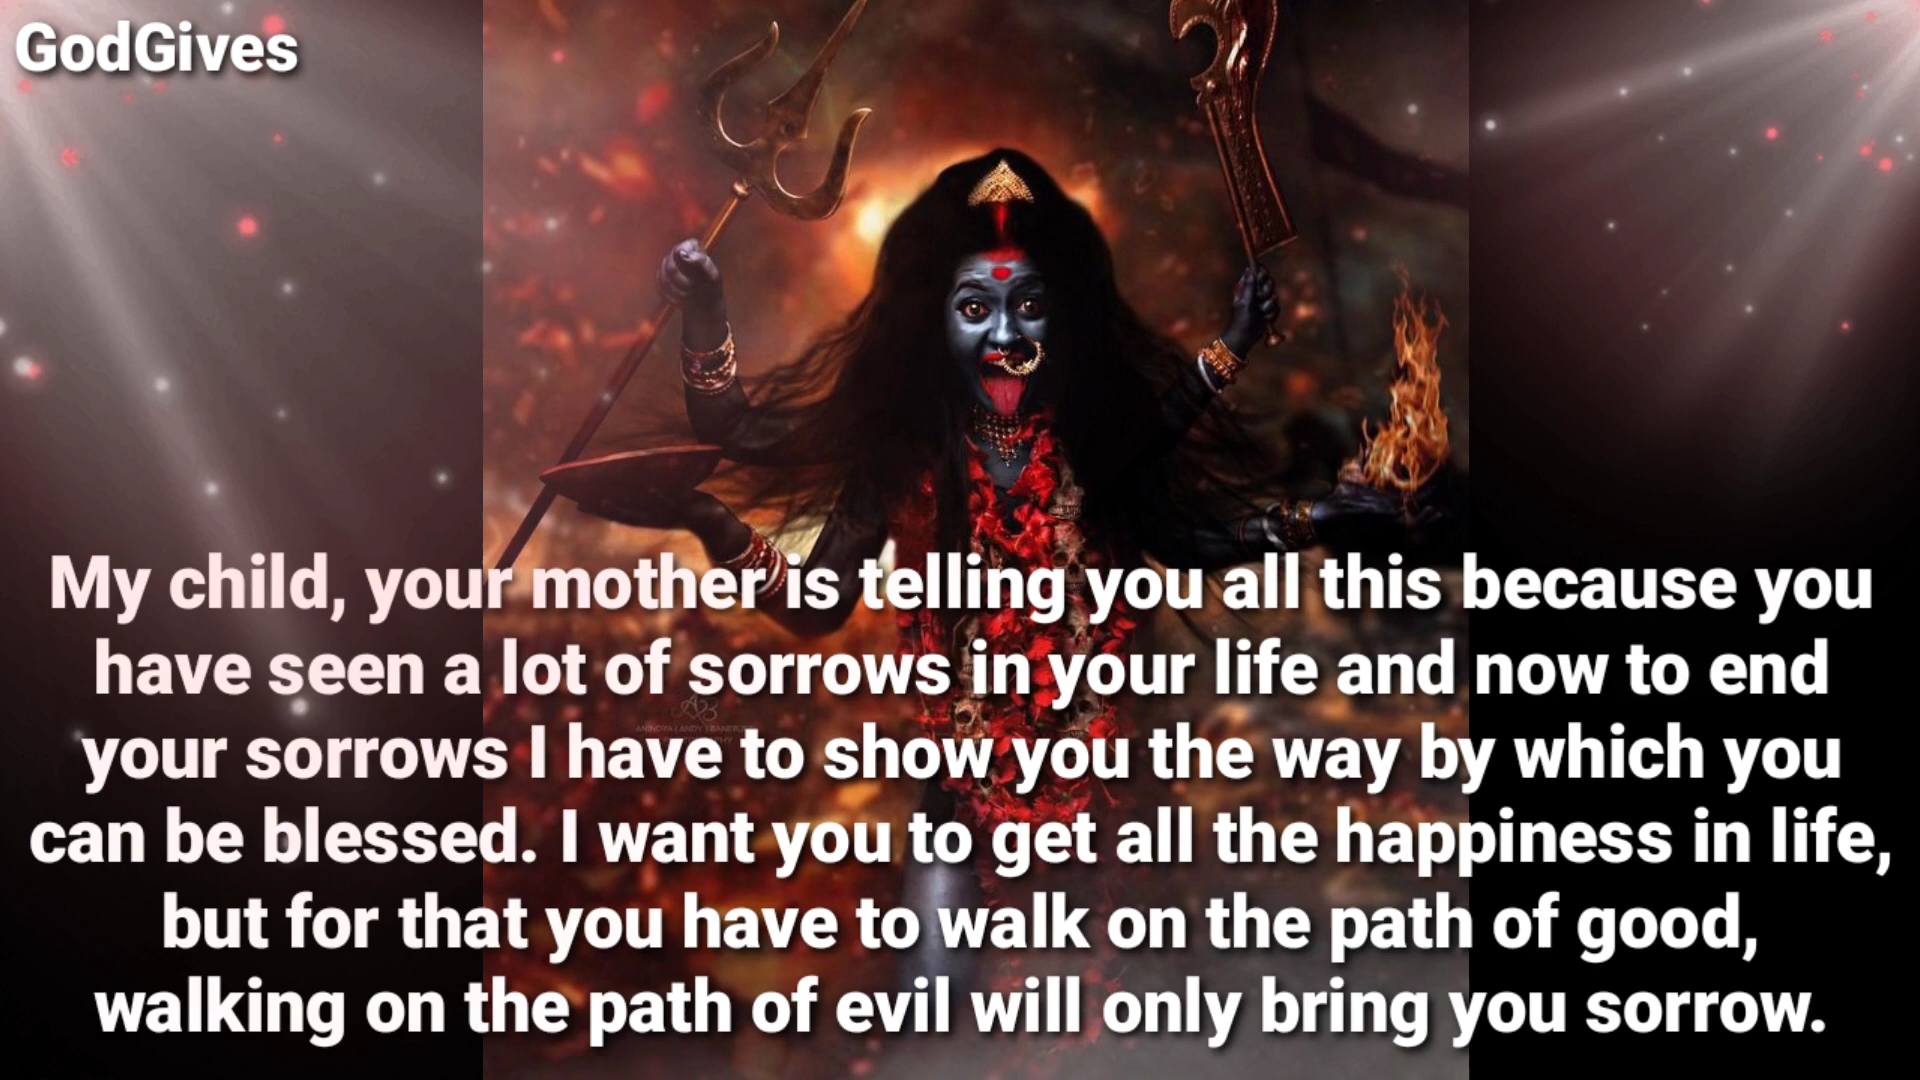 GodGives
My child, your mother is telling you all this because you
have seen a lot of sorrows in your life and now to end
your sorrows I have to show you the way by which you
can be blessed. I want you to get all the happiness in life,
but for that you have to walk on the path of good,
walking on the path of evil will only bring you sorrow.